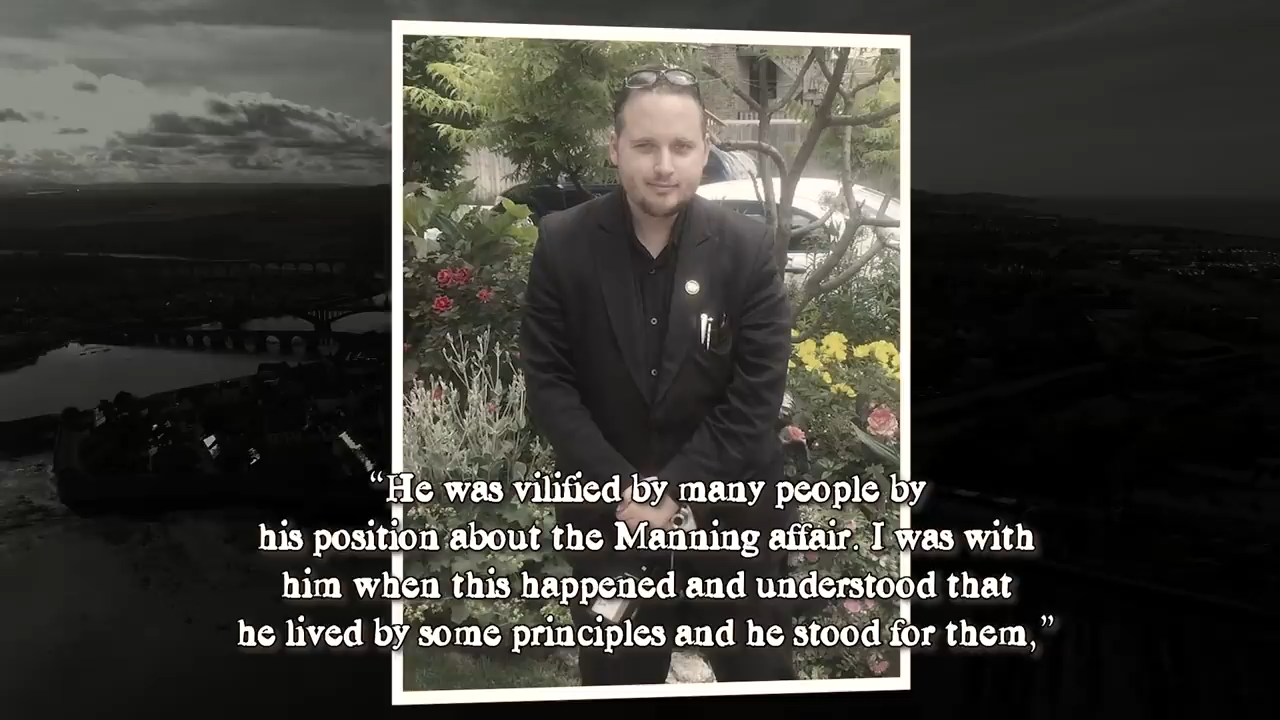 “He was vilified by many people by
his position about the Manning affair. I was with
him when this happened and understood that
he lived by some principles and he stood for them,”